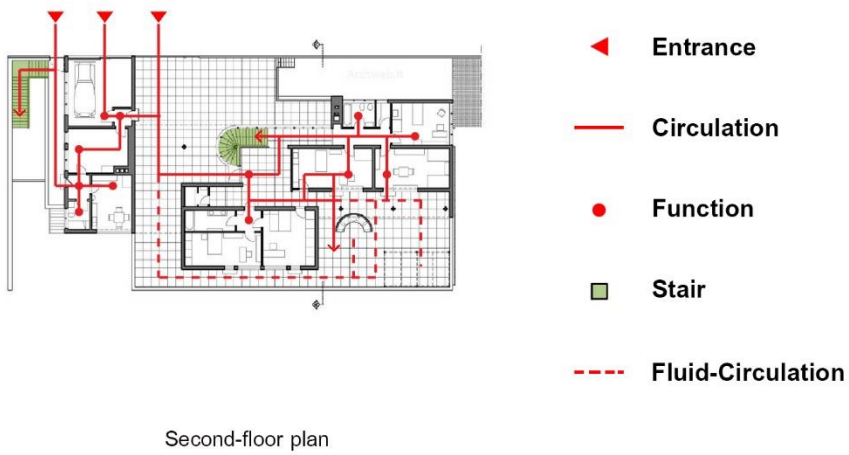 Entrance
Circulation
Function
Stair
Fluid-Circulation
Second-floor plan